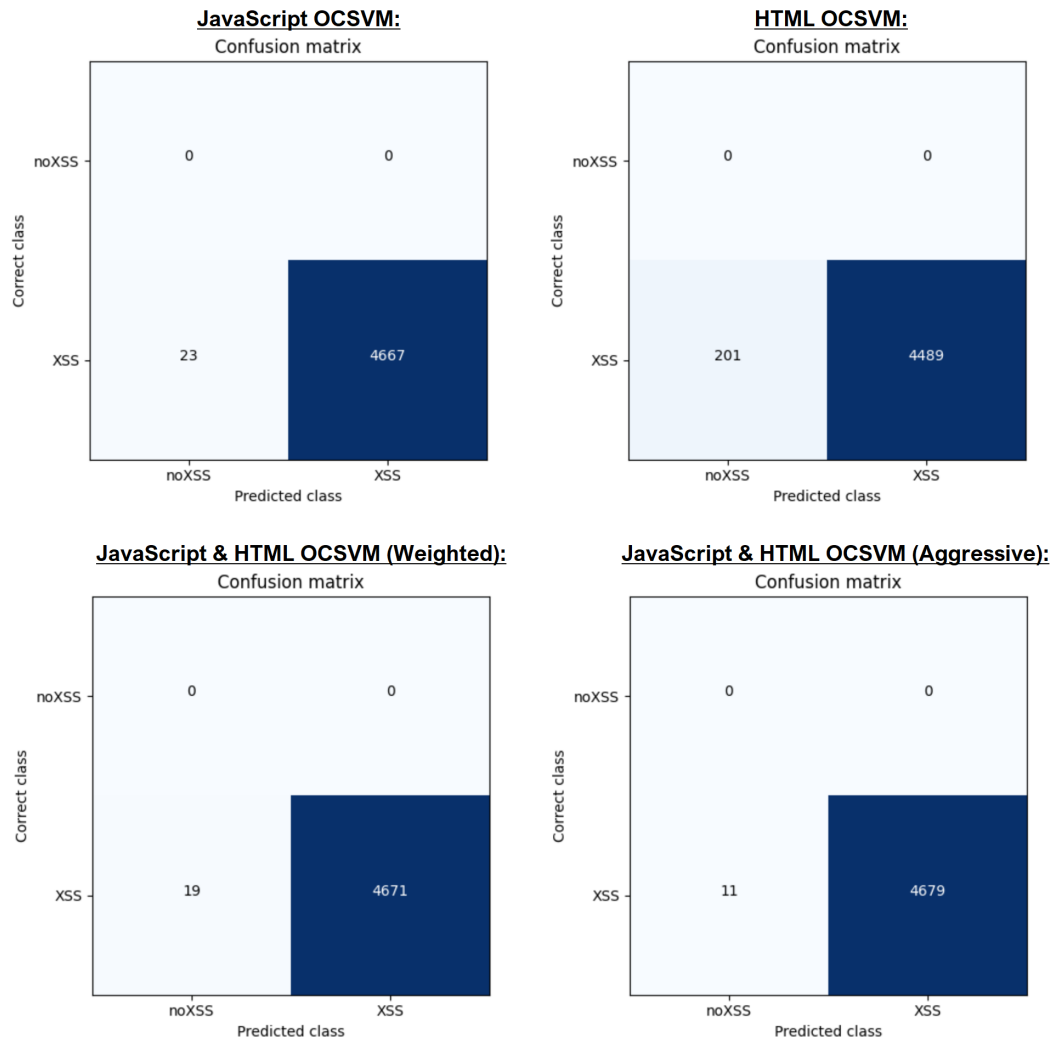 JavaScript OCSVM:
Confusion matrix
noXSS
0
0
Correct class
XSS
23
4667
noXSS
XSS
Predicted class
HTML OCSVM:
Confusion matrix
noXSS
0
0
Correct class
XSS
201
4489
noXSS
XSS
Predicted class
JavaScript & HTML OCSVM (Weighted):
Confusion matrix
noXSS
0
0
Correct class
XSS
19
4671
noXSS
XSS
Predicted class
JavaScript & HTML OCSVM (Aggressive):
Confusion matrix
noXSS
0
0
Correct class
XSS
11
4679
noXSS
XSS
Predicted class